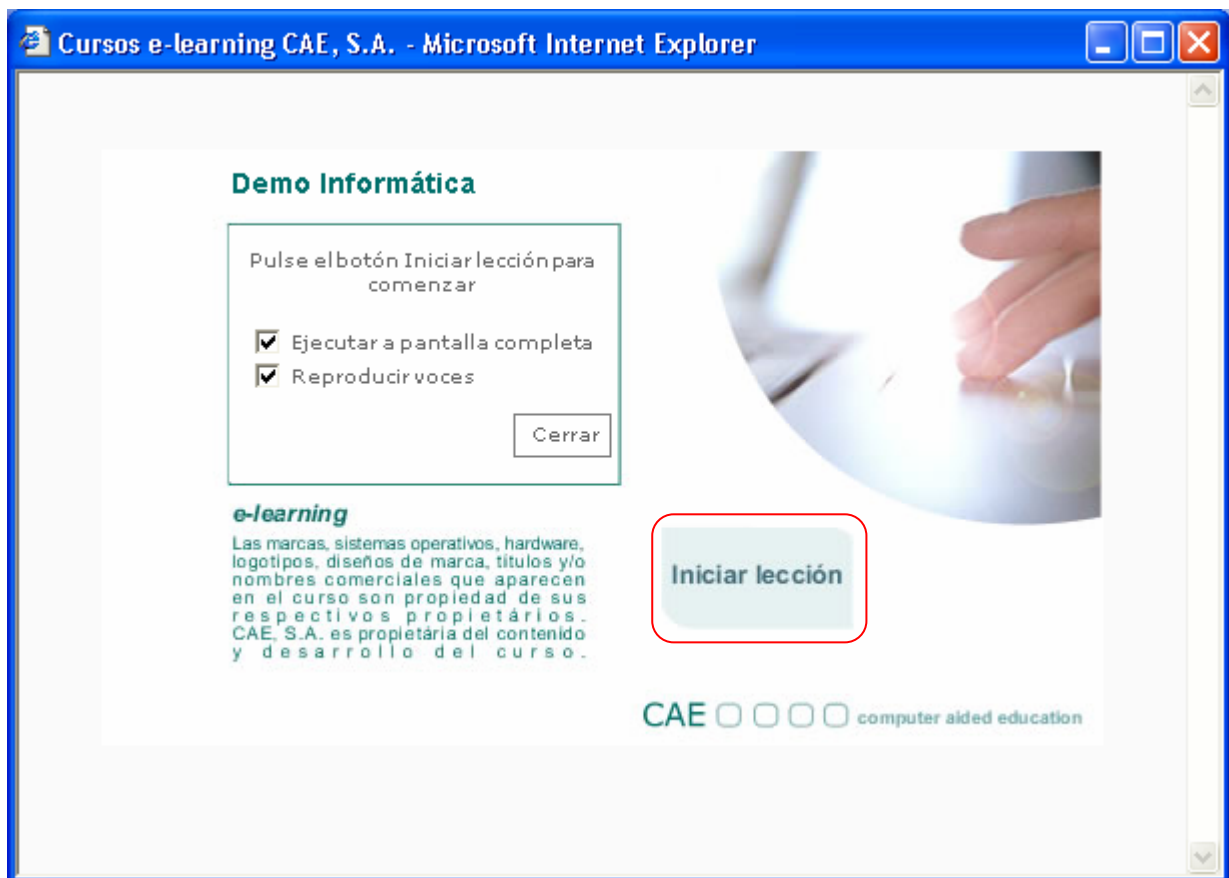 Cursos e-learning CAE, S.A. - Microsoft Internet Explorer
Demo Informática
Pulse el botón Iniciar lección para
comenzar
Ejecutar a pantalla completa
Reproducir voces
Cerrar
e-learning
Las marcas, sistemas operativos, hardware,
logotipos, diseños de marca, títulos y/o
nombres comerciales que aparecen
en el curso son propiedad de sus
respectivos propietários.
CAE, S.A. es propietária del contenido
y desarrollo del curso.
Iniciar lección
CAE computer aided education